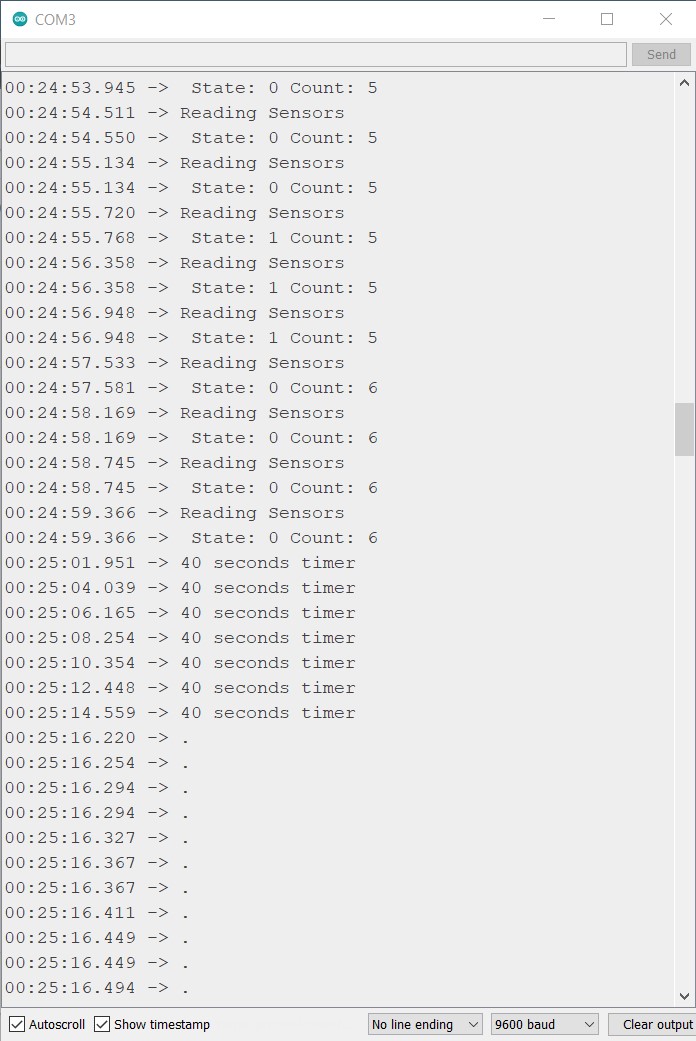 COM3
Send
00:24:53.945 ->  State: 0 Count: 5
00:24:54.511 -> Reading Sensors
00:24:54.550 ->  State: 0 Count: 5
00:24:55.134 -> Reading Sensors
00:24:55.134 ->  State: 0 Count: 5
00:24:55.720 -> Reading Sensors
00:24:55.768 ->  State: 1 Count: 5
00:24:56.358 -> Reading Sensors
00:24:56.358 ->  State: 1 Count: 5
00:24:56.948 -> Reading Sensors
00:24:56.948 ->  State: 1 Count: 5
00:24:57.533 -> Reading Sensors
00:24:57.581 ->  State: 0 Count: 6
00:24:58.169 -> Reading Sensors
00:24:58.169 ->  State: 0 Count: 6
00:24:58.745 -> Reading Sensors
00:24:58.745 ->  State: 0 Count: 6
00:24:59.366 -> Reading Sensors
00:24:59.366 ->  State: 0 Count: 6
00:25:01.951 -> 40 seconds timer
00:25:04.039 -> 40 seconds timer
00:25:06.165 -> 40 seconds timer
00:25:08.254 -> 40 seconds timer
00:25:10.354 -> 40 seconds timer
00:25:12.448 -> 40 seconds timer
00:25:14.559 -> 40 seconds timer
00:25:16.220 -> .
00:25:16.254 -> .
00:25:16.294 -> .
00:25:16.294 -> .
00:25:16.327 -> .
00:25:16.367 -> .
00:25:16.367 -> .
00:25:16.411 -> .
00:25:16.449 -> .
00:25:16.449 -> .
00:25:16.494 -> .
Autoscroll Show timestamp No line ending 9600 baud Clear output